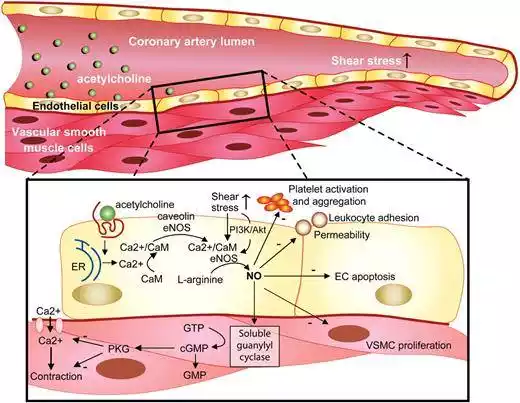 Coronary artery lumen
Shear stress
acetylcholine
Endothelial cells
Vascular smooth
muscle cells
Platelet activation
and aggregation
acetylcholine
caveolin
eNOS
Shear
stress
Leukocyte adhesion
Permeability
PI3K/Akt
Ca2+/CaM
Ca2+/CaM
eNOS
ER
Ca2+
CaM
L-arginine
NO
EC apoptosis
Ca2+
Ca2+
PKG
GTP
cGMP
GMP
Soluble
guanylyl
cyclase
VSMC proliferation
Contraction